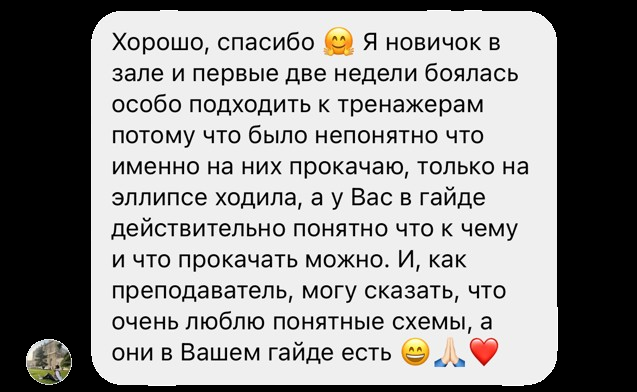 Хорошо, спасибо 🤗 Я новичок в
зале и первые две недели боялась
особо подходить к тренажерам
потому что было непонятно что
именно на них прокачаю, только на
эллипсе ходила, а у Вас в гайде
действительно понятно что к чему
и что прокачать можно. И, как
преподаватель, могу сказать, что
очень люблю понятные схемы, а
они в Вашем гайде есть 😄🙏🏻❤️